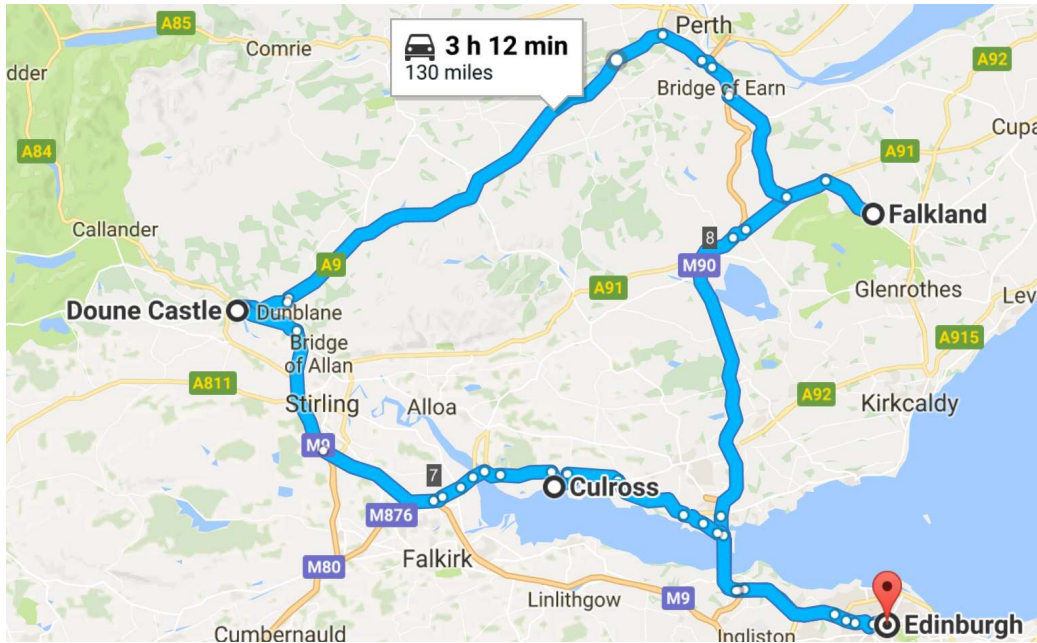 A85
Perth
Comrie
3 h 12 min
130 miles
dder
A92
Bridge of Earn
Cupa
A84
A91
Falkland
Callander
8
A9
M90
A91
Glenrothes
Lev
Doune Castle
Dunblane
Bridge
of Allan
A915
A811
A92
Stirling
Alloa
Kirkcaldy
M9
7
Culross
M876
Falkirk
M80
Linlithgow
M9
Edinburgh
Ingliston
Cumbernauld